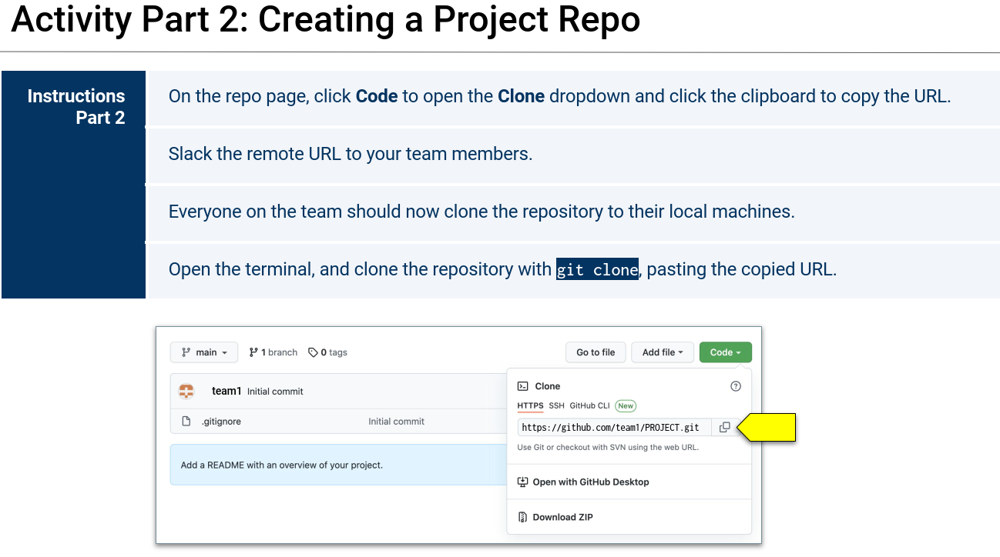 Activity Part 2: Creating a Project Repo
Instructions
Part 2
On the repo page, click Code to open the Clone dropdown and click the clipboard to copy the URL.
Slack the remote URL to your team members.
Everyone on the team should now clone the repository to their local machines.
Open the terminal, and clone the repository with git clone, pasting the copied URL.
main 1 branch 0 tags Go to file Add file Code
team1 Initial commit
.gitignore Initial commit
Add a README with an overview of your project.
Clone
HTTPS SSH GitHub CLI New
https://github.com/team1/PROJECT.git
Use Git or checkout with SVN using the web URL.
Open with GitHub Desktop
Download ZIP